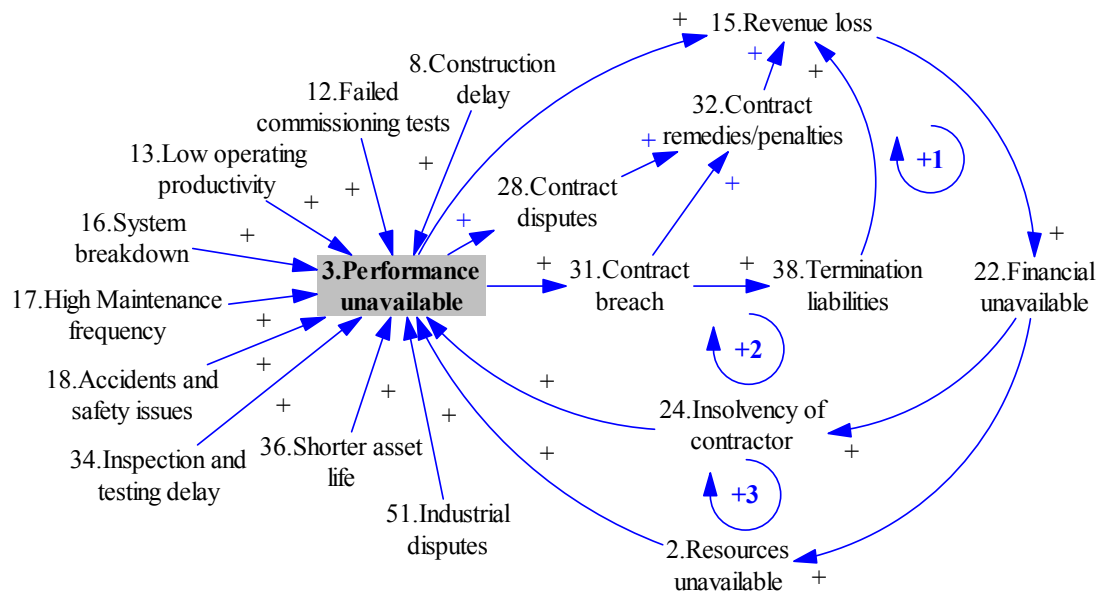 +
15.Revenue loss
8.Construction
delay
+
+
12.Failed
commissioning tests
32.Contract
remedies/penalties
13.Low operating
productivity
+
+
+
+
+1
28.Contract
disputes
+
16.System
breakdown
+
+
+
3.Performance
unavailable
+
31.Contract
breach
+
38.Termination
liabilities
22.Financial
unavailable
17.High Maintenance
frequency
+
+2
18.Accidents and
safety issues
+
+
+
+
+
24.Insolvency of
contractor
+
34.Inspection and
testing delay
36.Shorter asset
life
+
+3
51.Industrial
disputes
2.Resources
unavailable
+